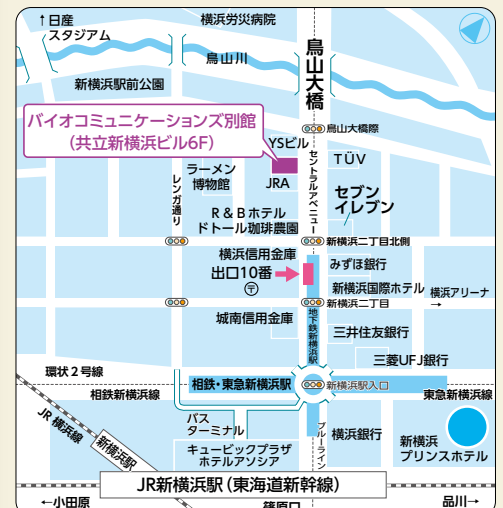 ↑日産
スタジアム
横浜労災病院
鳥山川
鳥山大橋
新横浜駅前公園
鳥山大橋際
バイオコミュニケーションズ別館
(共立新横浜ビル6F)
YSビル
TÜV
JRA
ラーメン
博物館
レンガ通り
セントラルアベニュー
セブン
イレブン
R&Bホテル
ドトール珈琲農園
新横浜二丁目北側
横浜信用金庫
出口10番
〒
みずほ銀行
新横浜国際ホテル
横浜アリーナ
→
新横浜二丁目
城南信用金庫
地下鉄新横浜駅
三井住友銀行
三菱UFJ銀行
環状2号線
相鉄・東急新横浜駅
新横浜駅入口
相鉄新横浜線
東急新横浜線
JR横浜線
新横浜駅
バス
ターミナル
ブルーライン
横浜銀行
新横浜
プリンスホテル
キュービックプラザ
ホテルアソシア
JR新横浜駅(東海道新幹線)
←小田原
篠原口
品川→